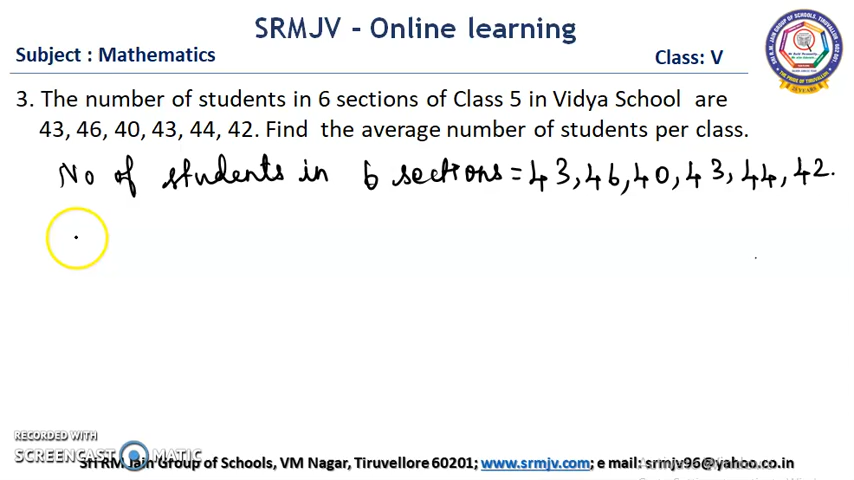 SRMJV - Online learning
Subject : Mathematics
Class: V
3. The number of students in 6 sections of Class 5 in Vidya School are
43, 46, 40, 43, 44, 42. Find the average number of students per class.
No of students in 6 sections = 43, 46, 40, 43, 44, 42.
RECORDED WITH
SCREENCAST MATIC
Sri RM Jain Group of Schools, VM Nagar, Tiruvellore 60201; www.srmjv.com; e mail: srmjv96@yahoo.co.in